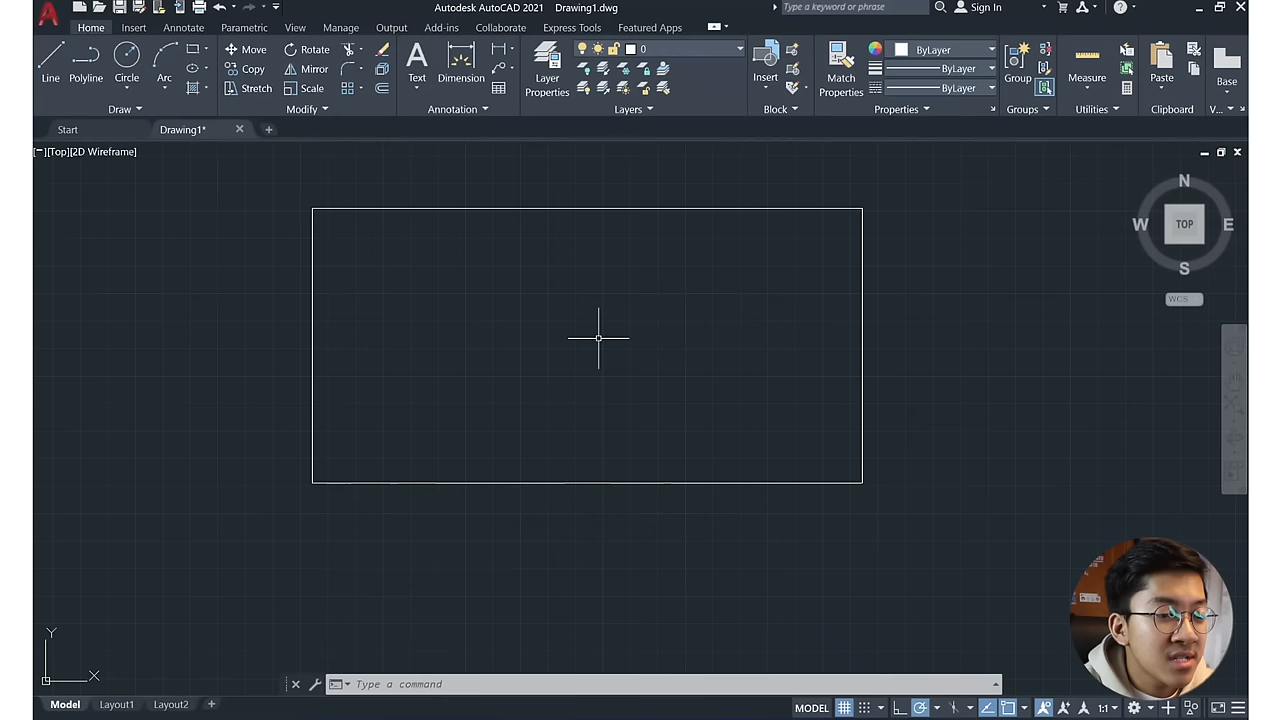 Autodesk AutoCAD 2021 Drawing1.dwg
Type a keyword or phrase
Sign In
Home Insert Annotate Parametric View Manage Output Add-ins Collaborate Express Tools Featured Apps
Line
Polyline
Circle
Arc
Move
Rotate
Copy
Mirror
Stretch
Scale
Text
Dimension
Layer
Properties
0
Insert
Match
Properties
ByLayer
ByLayer
ByLayer
Group
Measure
Paste
Base
Draw Modify Annotation Layers Block Properties Groups Utilities Clipboard V...
Start Drawing1*
[−][Top][2D Wireframe]
N
W TOP E
S
WCS
Y
X
Type a command
Model Layout1 Layout2
MODEL
1:1